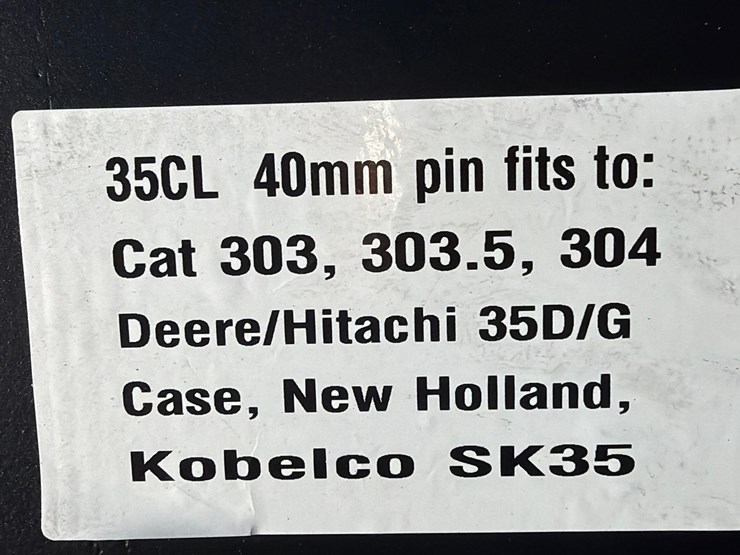 35CL 40mm pin fits to:
Cat 303, 303.5, 304
Deere/Hitachi 35D/G
Case, New Holland,
Kobelco SK35